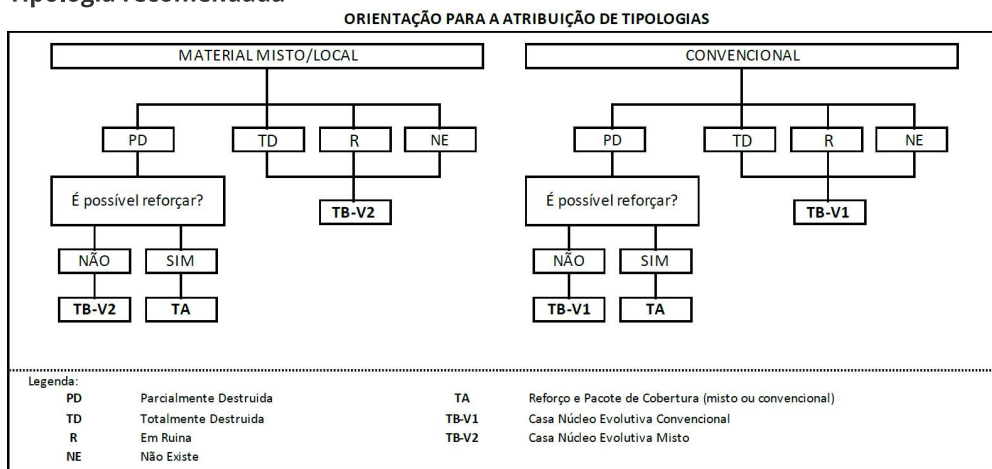 Tipologia recomendada
ORIENTAÇÃO PARA A ATRIBUIÇÃO DE TIPOLOGIAS
MATERIAL MISTO/LOCAL
CONVENCIONAL
PD
TD
R
NE
PD
TD
R
NE
É possível reforçar?
TB-V2
É possível reforçar?
TB-V1
NÃO
SIM
NÃO
SIM
TB-V2
TA
TB-V1
TA
Legenda:
PD Parcialmente Destruida TA Reforço e Pacote de Cobertura (misto ou convencional)
TD Totalmente Destruida TB-V1 Casa Núcleo Evolutiva Convencional
R Em Ruina TB-V2 Casa Núcleo Evolutiva Misto
NE Não Existe